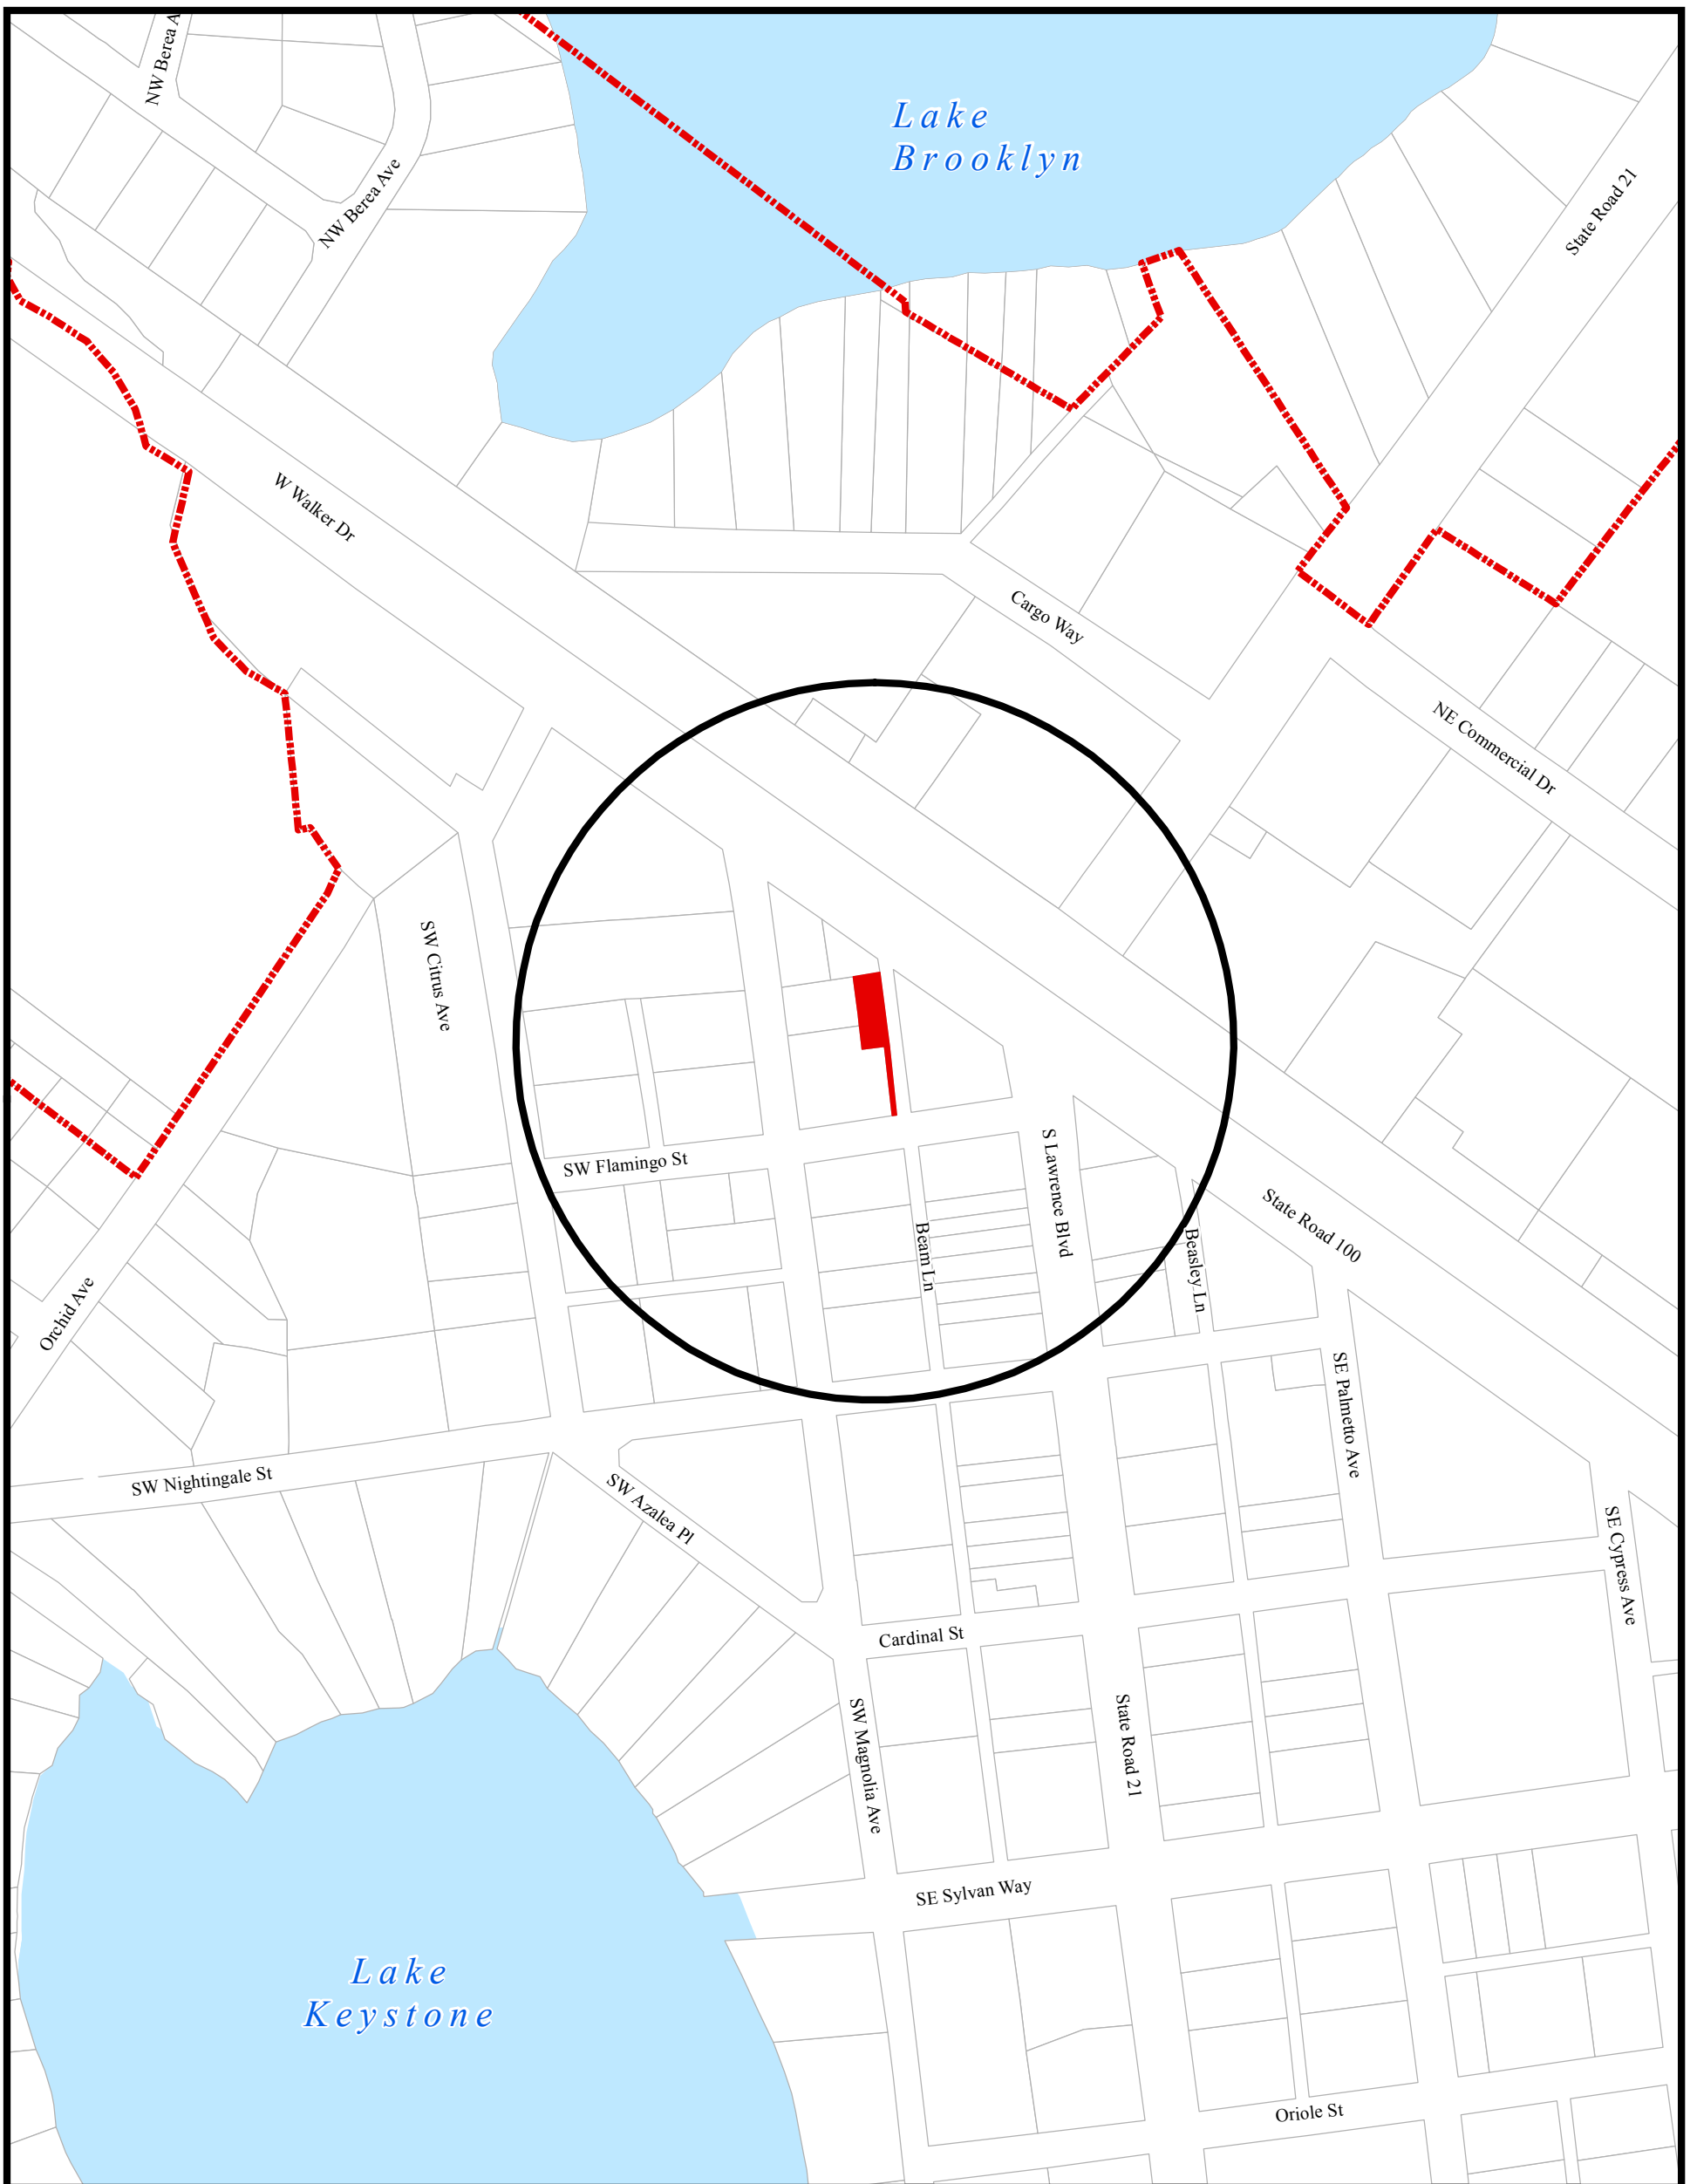 NW Berea A
Lake
Brooklyn
NW Berea Ave
State Road 21
W Walker Dr
Cargo Way
NE Commercial Dr
SW Citrus Ave
SW Flamingo St
S Lawrence Blvd
Beam Ln
Beasley Ln
State Road 100
Orchid Ave
SE Palmetto Ave
SW Nightingale St
SW Azalea Pl
SE Cypress Ave
Cardinal St
SW Magnolia Ave
State Road 21
SE Sylvan Way
Lake
Keystone
Oriole St